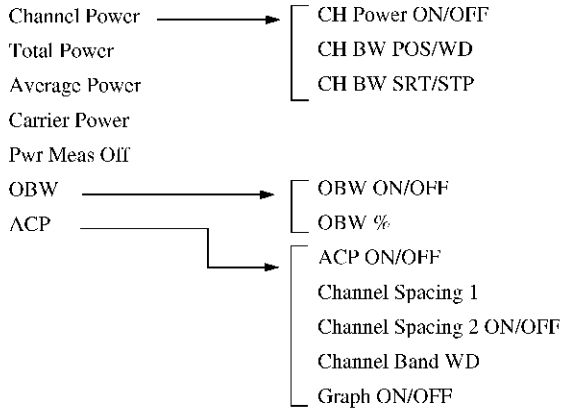 Channel Power
CH Power ON/OFF
Total Power
CH BW POS/WD
Average Power
CH BW SRT/STP
Carrier Power
Pwr Meas Off
OBW
OBW ON/OFF
OBW %
ACP
ACP ON/OFF
Channel Spacing 1
Channel Spacing 2 ON/OFF
Channel Band WD
Graph ON/OFF